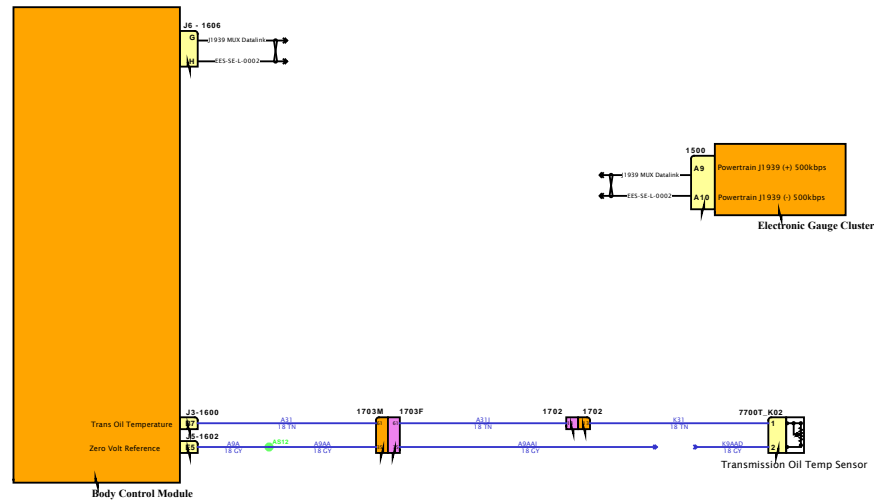 J6 - 1606
G
J1939 MUX Datalink
H
EES-SE-L-0002
1500
A9
J1939 MUX Datalink
Powertrain J1939 (+) 500kbps
A10
EES-SE-L-0002
Powertrain J1939 (-) 500kbps
Electronic Gauge Cluster
J3-1600
1703M
1703F
1702
1702
7700T_K02
Trans Oil Temperature
A31
18 TN
A31J
18 TN
K31
18 TN
1
J5-1602
Zero Volt Reference
E5
A9A
18 GY
AS12
A9AA
18 GY
A9AAJ
18 GY
K9AAD
18 GY
2
Transmission Oil Temp Sensor
Body Control Module